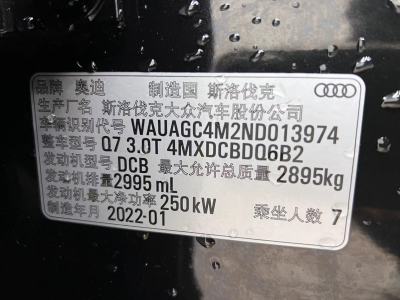 品牌 奥迪 制造国 斯洛伐克
生产厂名 斯洛伐克大众汽车股份公司
车辆识别代号 WAUAGC4M2ND013974
整车型号 Q7 3.0T 4MXDCBDQ6B2
发动机型号 DCB 最大允许总质量 2895kg
发动机排量 2995 mL
发动机最大净功率 250kW
制造年月 2022-01 乘坐人数 7